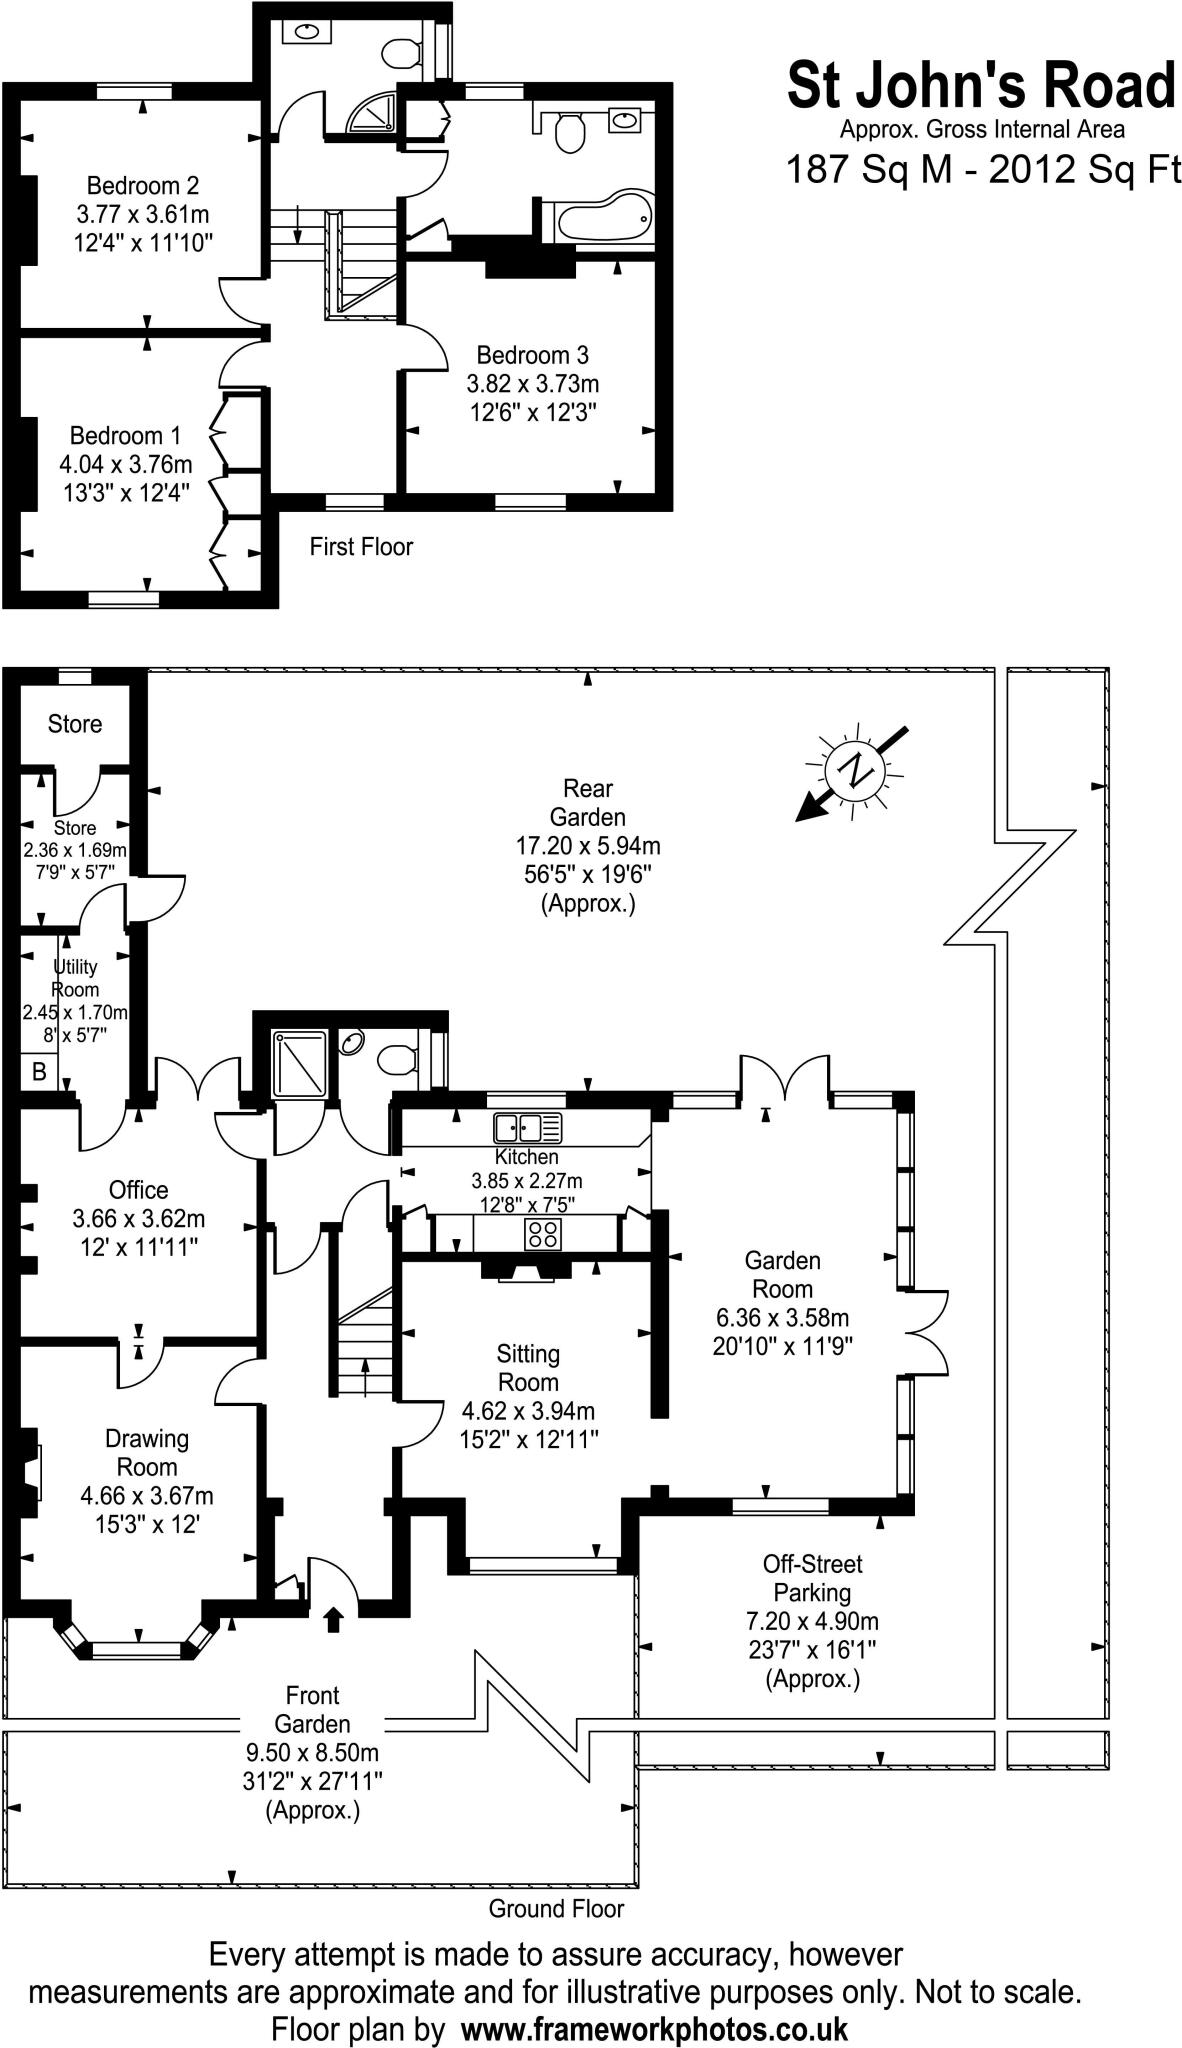 St John's Road
Approx. Gross Internal Area
187 Sq M - 2012 Sq Ft
Bedroom 2
3.77 x 3.61m
12'4" x 11'10"
Bedroom 3
3.82 x 3.73m
12'6" x 12'3"
Bedroom 1
4.04 x 3.76m
13'3" x 12'4"
First Floor
Store
N
Rear
Garden
17.20 x 5.94m
56'5" x 19'6"
(Approx.)
Store
2.36 x 1.69m
7'9" x 5'7"
Utility
Room
2.45 x 1.70m
8' x 5'7"
B
Kitchen
3.85 x 2.27m
12'8" x 7'5"
Office
3.66 x 3.62m
12' x 11'11"
Garden
Room
6.36 x 3.58m
20'10" x 11'9"
Sitting
Room
4.62 x 3.94m
15'2" x 12'11"
Drawing
Room
4.66 x 3.67m
15'3" x 12'
Off-Street
Parking
7.20 x 4.90m
23'7" x 16'1"
(Approx.)
Front
Garden
9.50 x 8.50m
31'2" x 27'11"
(Approx.)
Ground Floor
Every attempt is made to assure accuracy, however
measurements are approximate and for illustrative purposes only. Not to scale.
Floor plan by www.frameworkphotos.co.uk